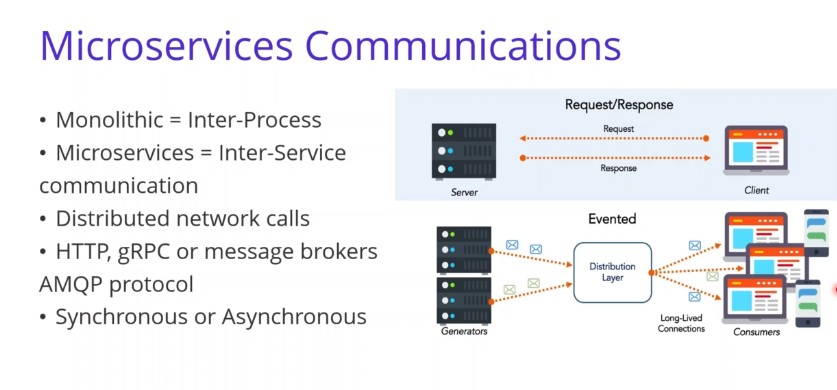 Microservices Communications
• Monolithic = Inter-Process
• Microservices = Inter-Service
communication
• Distributed network calls
• HTTP, gRPC or message brokers
AMQP protocol
• Synchronous or Asynchronous
Request/Response
Request
Response
Server
Client
Evented
Distribution
Layer
Long-Lived
Connections
Generators
Consumers